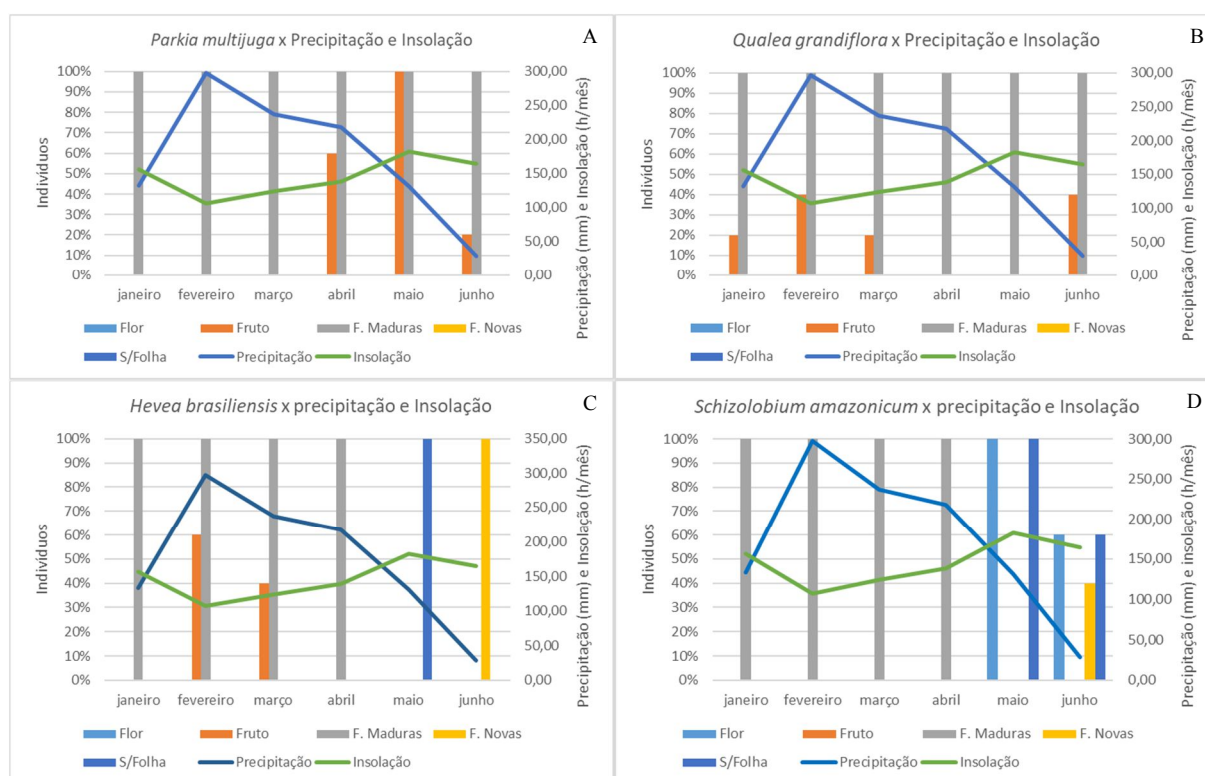 Parkia multijuga x Precipitação e Insolação
A
100%
90%
80%
70%
60%
50%
40%
30%
20%
10%
0%
Indivíduos
300,00
250,00
200,00
150,00
100,00
50,00
0,00
Precipitação (mm) e Insolação (h/mês)
janeiro fevereiro março abril maio junho
Flor Fruto F. Maduras F. Novas
S/Folha Precipitação Insolação
Qualea grandiflora x Precipitação e Insolação
B
100%
90%
80%
70%
60%
50%
40%
30%
20%
10%
0%
Indivíduos
300,00
250,00
200,00
150,00
100,00
50,00
0,00
Precipitação (mm) e Insolação (h/mês)
janeiro fevereiro março abril maio junho
Flor Fruto F. Maduras F. Novas
S/Folha Precipitação Insolação
Hevea brasiliensis x precipitação e Insolação
C
100%
90%
80%
70%
60%
50%
40%
30%
20%
10%
0%
Indivíduos
350,00
300,00
250,00
200,00
150,00
100,00
50,00
0,00
Precipitação (mm) e Insolação (h/mês)
janeiro fevereiro março abril maio junho
Flor Fruto F. Maduras F. Novas
S/Folha Precipitação Insolação
Schizolobium amazonicum x precipitação e Insolação
D
100%
90%
80%
70%
60%
50%
40%
30%
20%
10%
0%
Indivíduos
300,00
250,00
200,00
150,00
100,00
50,00
0,00
Precipitação (mm) e insolação (h/mês)
janeiro fevereiro março abril maio junho
Flor Fruto F. Maduras F. Novas
S/Folha Precipitação Insolação